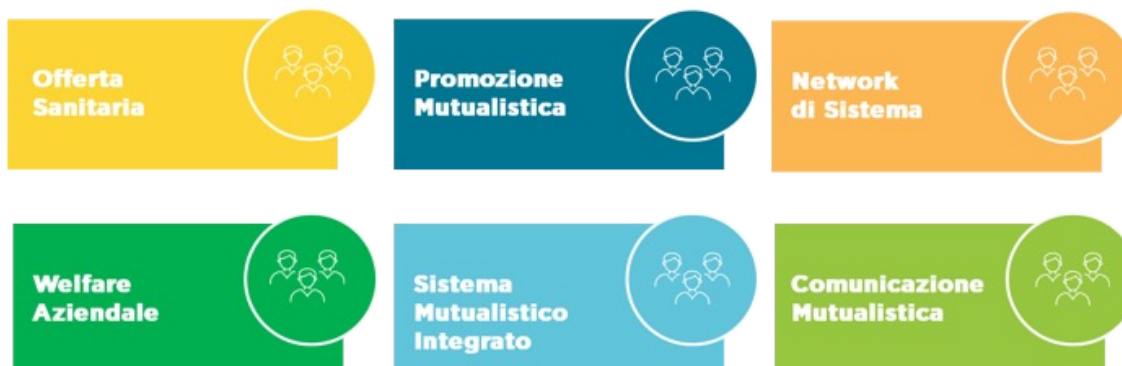 Offerta
Sanitaria
Promozione
Mutualistica
Network
di Sistema
Welfare
Aziendale
Sistema
Mutualistico
Integrato
Comunicazione
Mutualistica